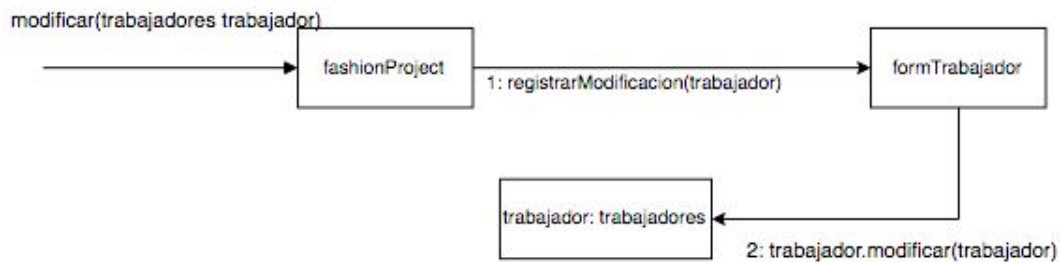 modificar(trabajadores trabajador)
fashionProject
1: registrarModificacion(trabajador)
formTrabajador
trabajador: trabajadores
2: trabajador.modificar(trabajador)